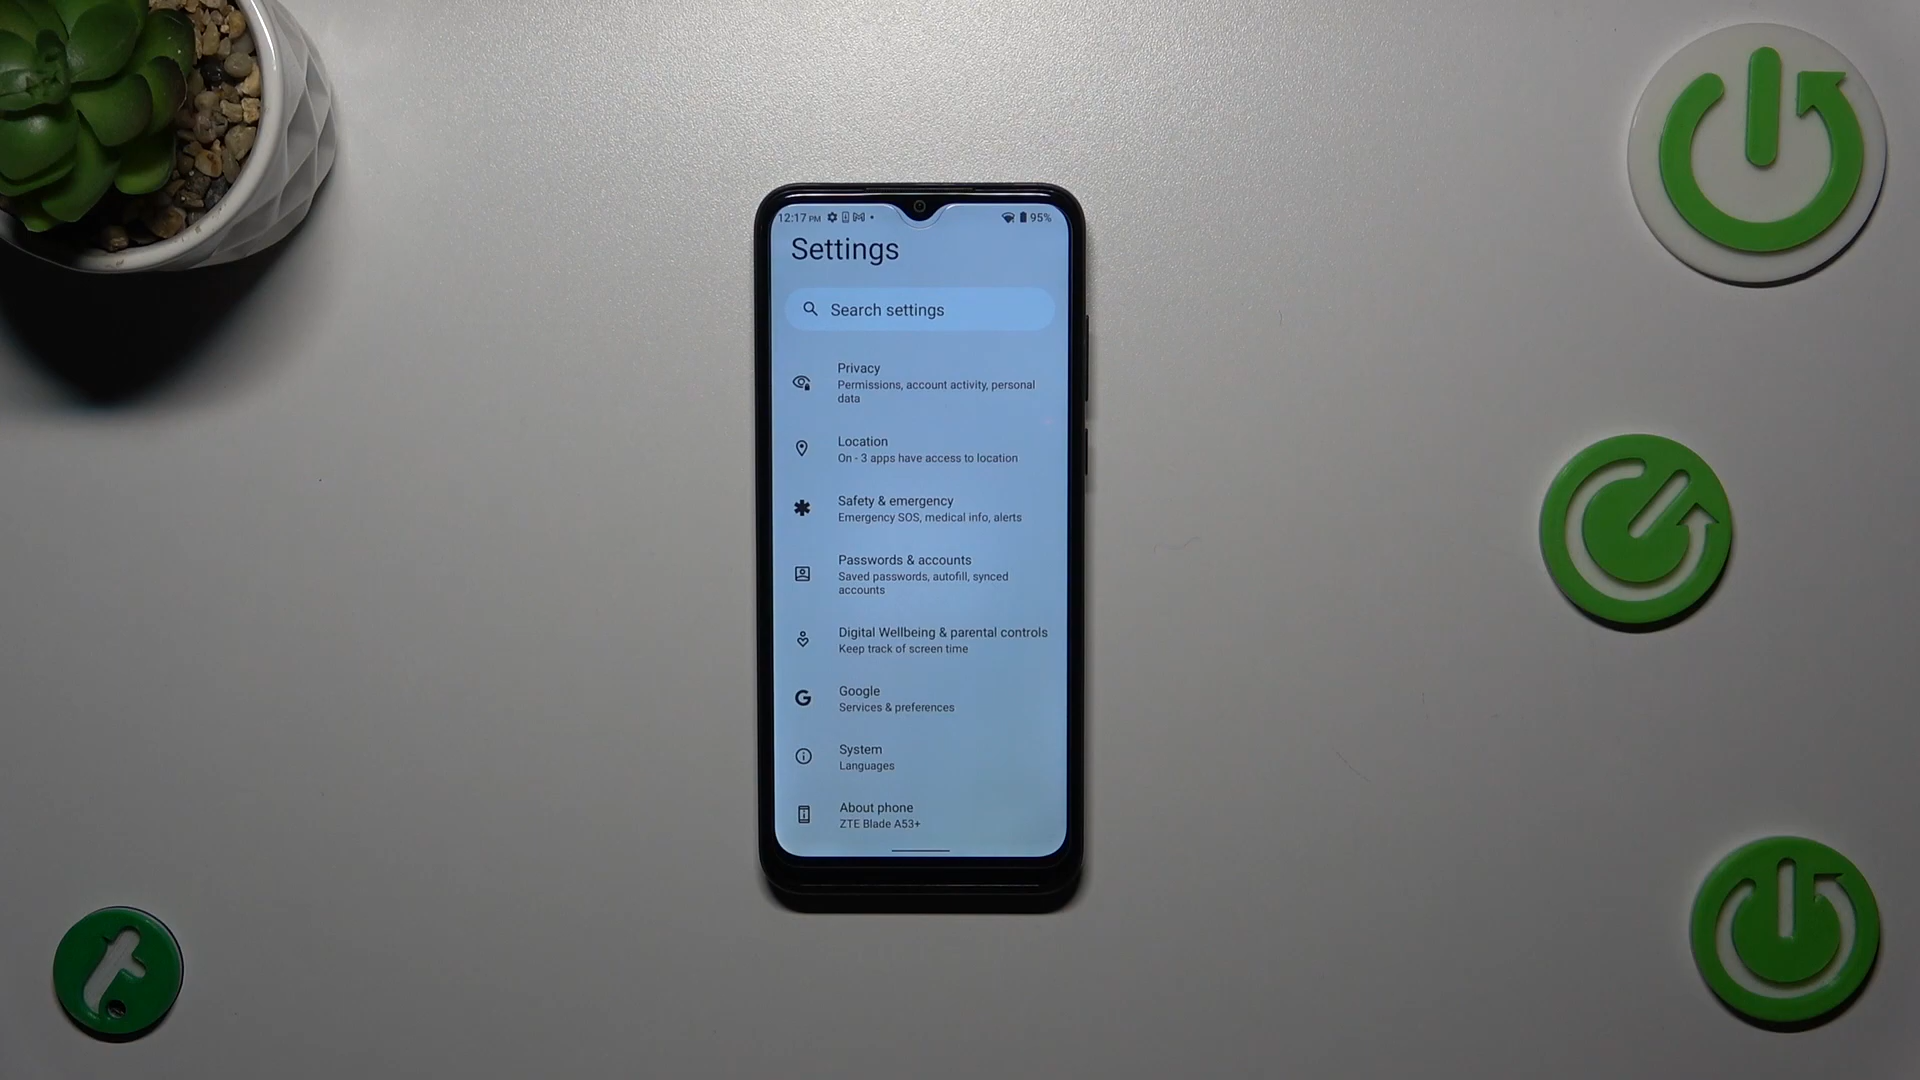 12:17 PM 95%
Settings
Search settings
Privacy
Permissions, account activity, personal
data
Location
On - 3 apps have access to location
Safety & emergency
Emergency SOS, medical info, alerts
Passwords & accounts
Saved passwords, autofill, synced
accounts
Digital Wellbeing & parental controls
Keep track of screen time
Google
Services & preferences
System
Languages
About phone
ZTE Blade A53+